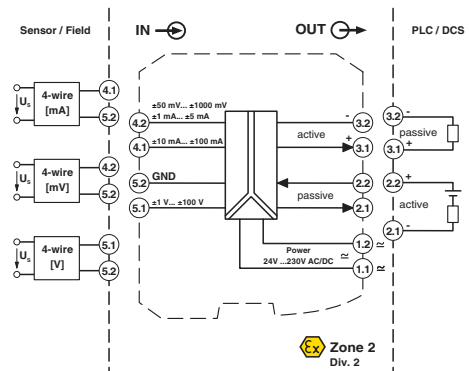 Sensor / Field
IN
OUT
PLC / DCS
4-wire
[mA]
Us
4.1
5.2
4-wire
[mV]
Us
4.2
5.2
4-wire
[V]
Us
5.1
5.2
±50 mV... ±1000 mV
±1 mA... ±5 mA
4.2
±10 mA... ±100 mA
4.1
GND
5.2
±1 V... ±100 V
5.1
active
-
3.2
+
3.1
passive
2.2
2.1
Power
24V ...230V AC/DC
≂
1.2 ≂
1.1 ≂
3.2 -
passive
3.1 +
2.2 +
active
2.1 -
Ex Zone 2
Div. 2